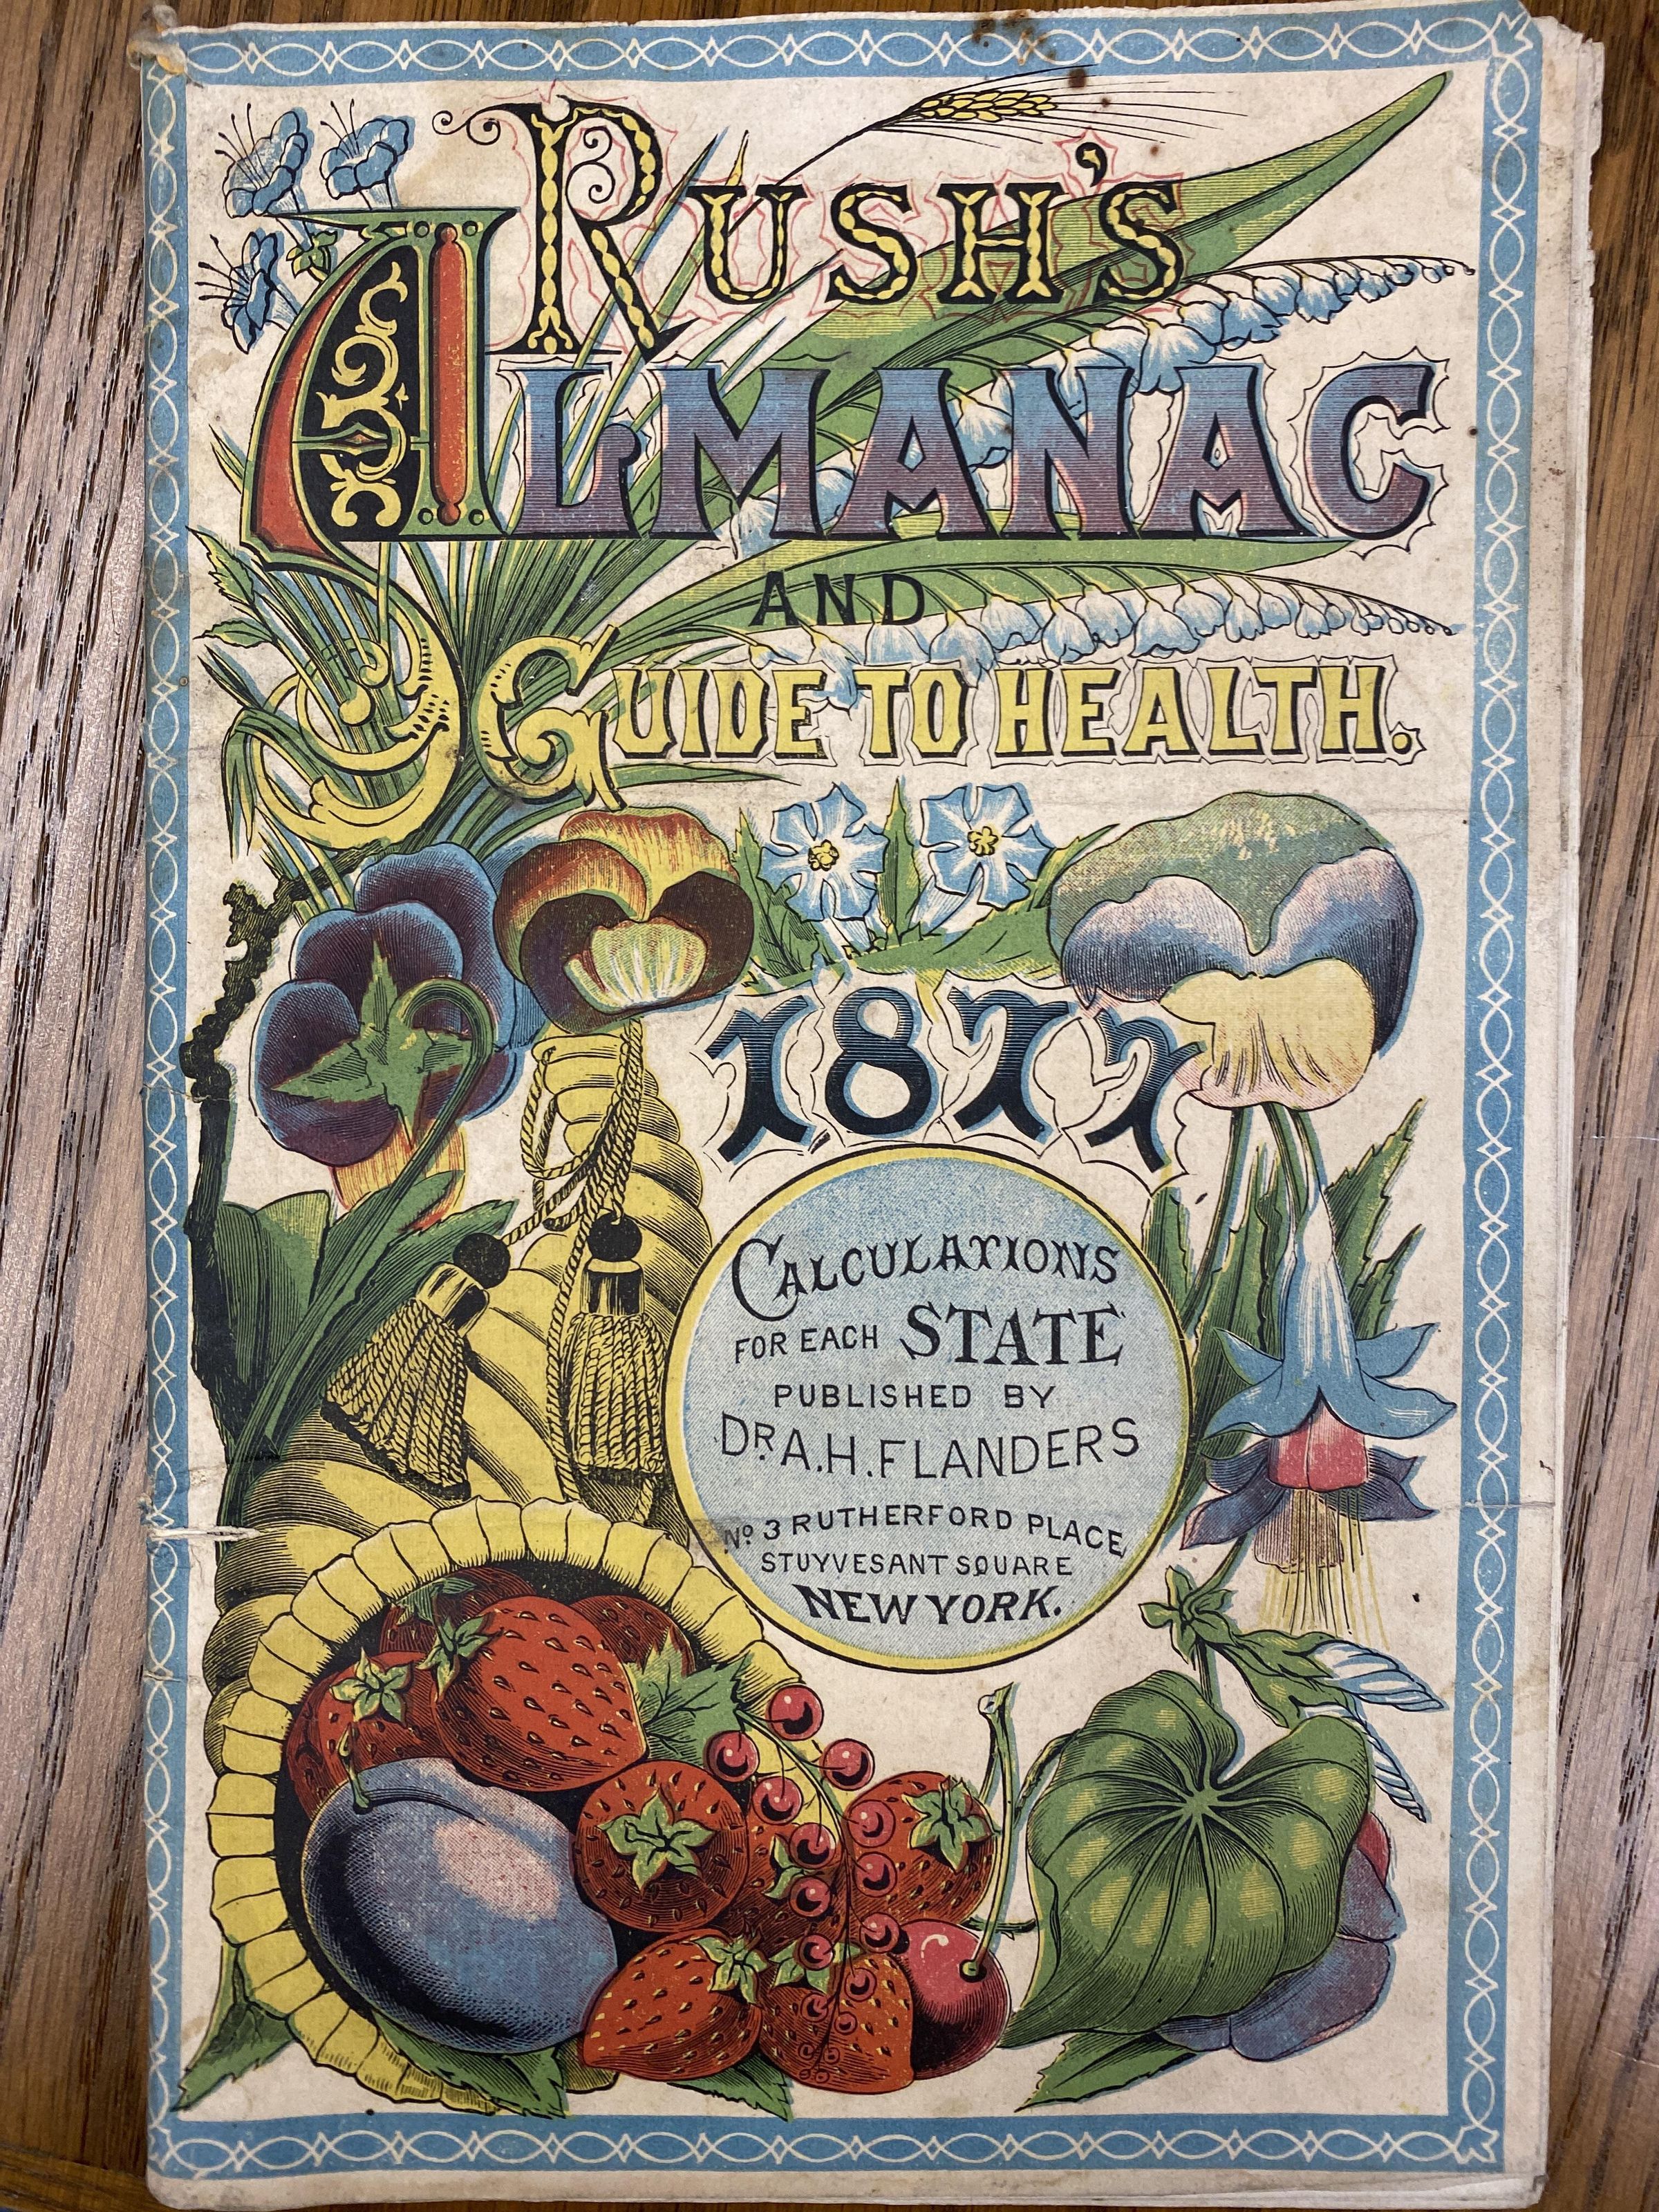 RUSH'S
ALMANAC
AND
GUIDE TO HEALTH.
1877
CALCULATIONS
FOR EACH STATE
PUBLISHED BY
DR. A.H. FLANDERS
No 3 RUTHERFORD PLACE
STUYVESANT SQUARE
NEW YORK.